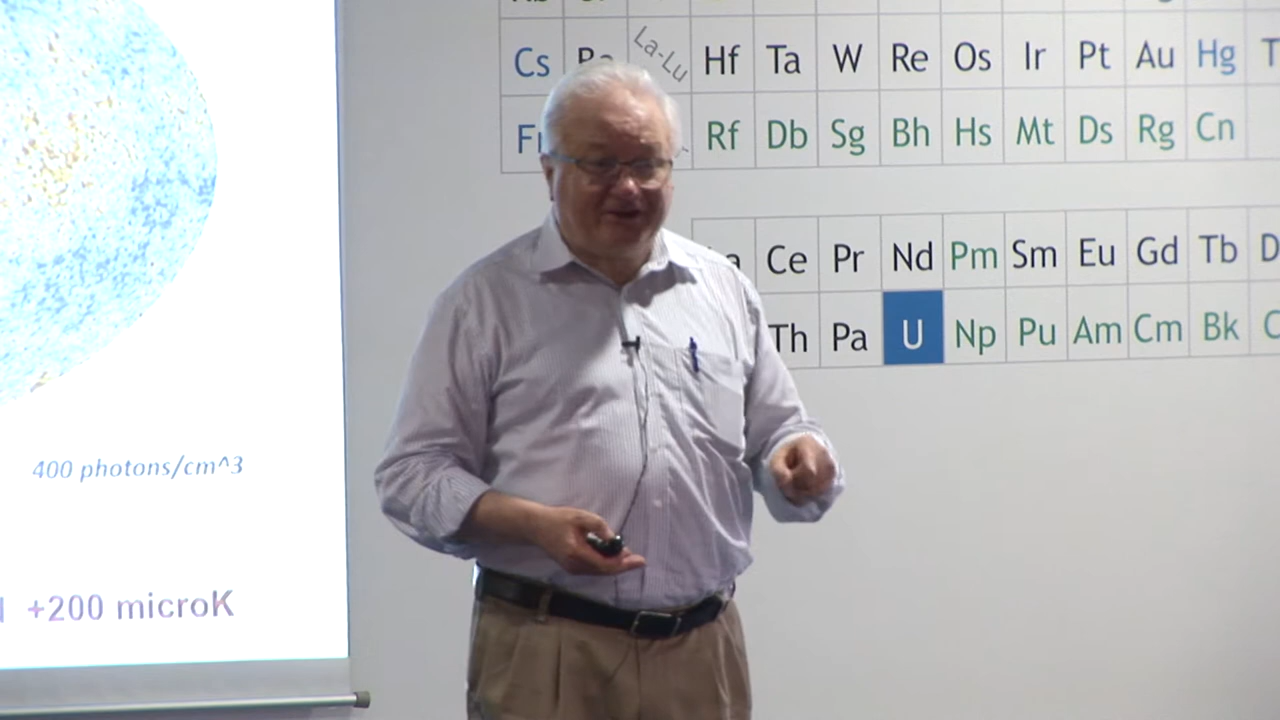 400 photons/cm^3
+200 microK
Cs La-Lu Hf Ta W Re Os Ir Pt Au Hg
Rf Db Sg Bh Hs Mt Ds Rg Cn
Ce Pr Nd Pm Sm Eu Gd Tb
Th Pa U Np Pu Am Cm Bk